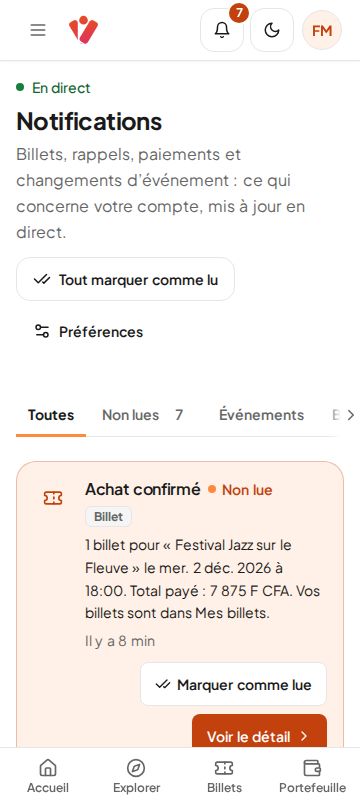 7
FM
En direct
Notifications
Billets, rappels, paiements et
changements d’événement : ce qui
concerne votre compte, mis à jour en
direct.
Tout marquer comme lu
Préférences
Toutes Non lues 7 Événements
Achat confirmé Non lue
Billet
1 billet pour « Festival Jazz sur le
Fleuve » le mer. 2 déc. 2026 à
18:00. Total payé : 7 875 F CFA. Vos
billets sont dans Mes billets.
Il y a 8 min
Marquer comme lue
Voir le détail
Accueil Explorer Billets Portefeuille